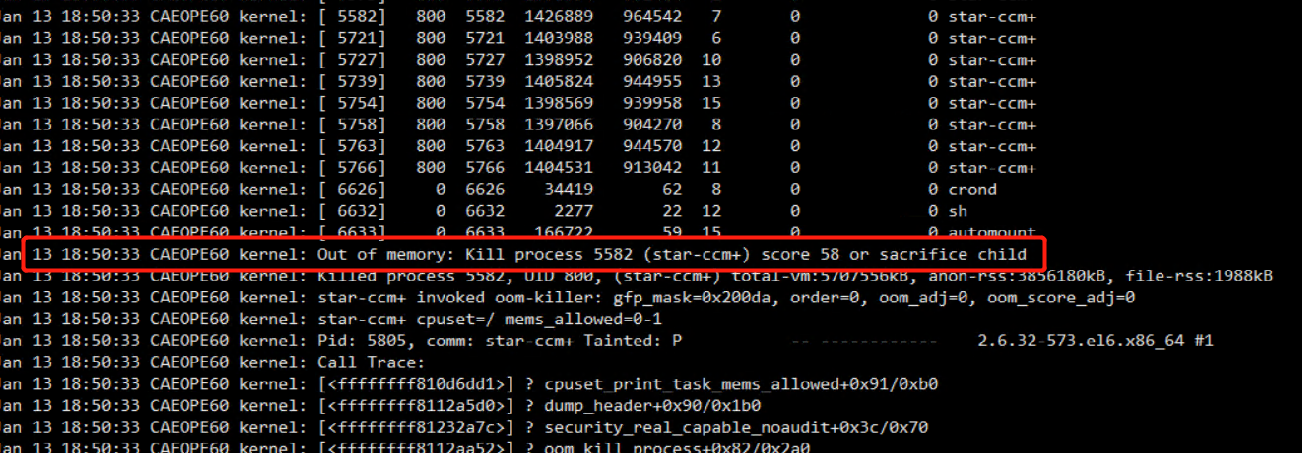 Jan 13 18:50:33 CAEOPE60 kernel: [ 5582] 800 5582 1426889 964542 7 0 0 star-ccm+
Jan 13 18:50:33 CAEOPE60 kernel: [ 5721] 800 5721 1403988 939409 6 0 0 star-ccm+
Jan 13 18:50:33 CAEOPE60 kernel: [ 5727] 800 5727 1398952 906820 10 0 0 star-ccm+
Jan 13 18:50:33 CAEOPE60 kernel: [ 5739] 800 5739 1405824 944955 13 0 0 star-ccm+
Jan 13 18:50:33 CAEOPE60 kernel: [ 5754] 800 5754 1398569 939958 15 0 0 star-ccm+
Jan 13 18:50:33 CAEOPE60 kernel: [ 5758] 800 5758 1397066 904270 8 0 0 star-ccm+
Jan 13 18:50:33 CAEOPE60 kernel: [ 5763] 800 5763 1404917 944570 12 0 0 star-ccm+
Jan 13 18:50:33 CAEOPE60 kernel: [ 5766] 800 5766 1404531 913042 11 0 0 star-ccm+
Jan 13 18:50:33 CAEOPE60 kernel: [ 6626] 0 6626 34419 62 8 0 0 crond
Jan 13 18:50:33 CAEOPE60 kernel: [ 6632] 0 6632 2277 22 12 0 0 sh
Jan 13 18:50:33 CAEOPE60 kernel: [ 6633] 0 6633 166722 59 15 0 0 automount
Jan 13 18:50:33 CAEOPE60 kernel: Out of memory: Kill process 5582 (star-ccm+) score 58 or sacrifice child
Jan 13 18:50:33 CAEOPE60 kernel: Killed process 5582, UID 800, (star-ccm+) total-vm:5707556kB, anon-rss:3856180kB, file-rss:1988kB
Jan 13 18:50:33 CAEOPE60 kernel: star-ccm+ invoked oom-killer: gfp_mask=0x200da, order=0, oom_adj=0, oom_score_adj=0
Jan 13 18:50:33 CAEOPE60 kernel: star-ccm+ cpuset=/ mems_allowed=0-1
Jan 13 18:50:33 CAEOPE60 kernel: Pid: 5805, comm: star-ccm+ Tainted: P -- ------------ 2.6.32-573.el6.x86_64 #1
Jan 13 18:50:33 CAEOPE60 kernel: Call Trace:
Jan 13 18:50:33 CAEOPE60 kernel: [<ffffffff810d6dd1>] ? cpuset_print_task_mems_allowed+0x91/0xb0
Jan 13 18:50:33 CAEOPE60 kernel: [<ffffffff8112a5d0>] ? dump_header+0x90/0x1b0
Jan 13 18:50:33 CAEOPE60 kernel: [<ffffffff81232a7c>] ? security_real_capable_noaudit+0x3c/0x70
Jan 13 18:50:33 CAEOPE60 kernel: [<ffffffff8112aa52>] ? oom_kill_process+0x82/0x2a0